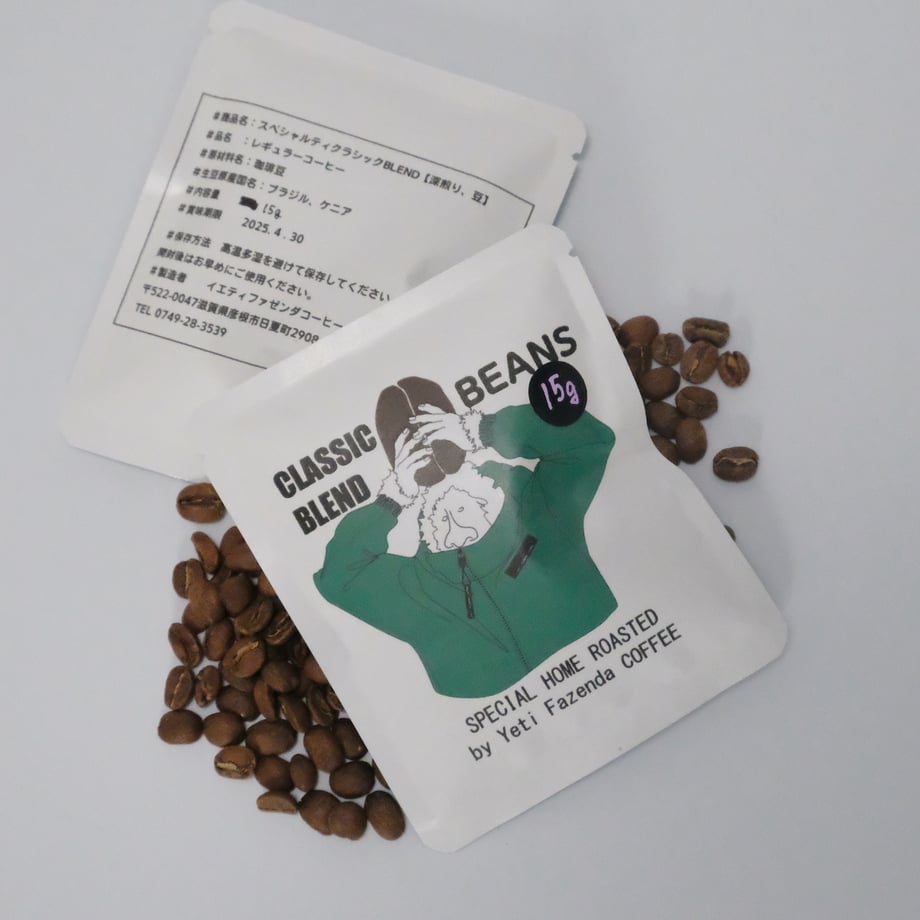 #商品名：スペシャルティクラシックBLEND【深煎り、豆】
#品名　：レギュラーコーヒー
#原材料名：珈琲豆
#生豆原産国名：ブラジル、ケニア
#内容量　15g
#賞味期限　2025.4.30
#保存方法　高温多湿を避けて保存してください
開封後はお早めにご使用ください。
#製造者　イエティファゼンダコーヒー
〒522-0047滋賀県彦根市日夏町2908
TEL 0749-28-3539
CLASSIC
BLEND
BEANS
15g
SPECIAL HOME ROASTED
by Yeti Fazenda COFFEE